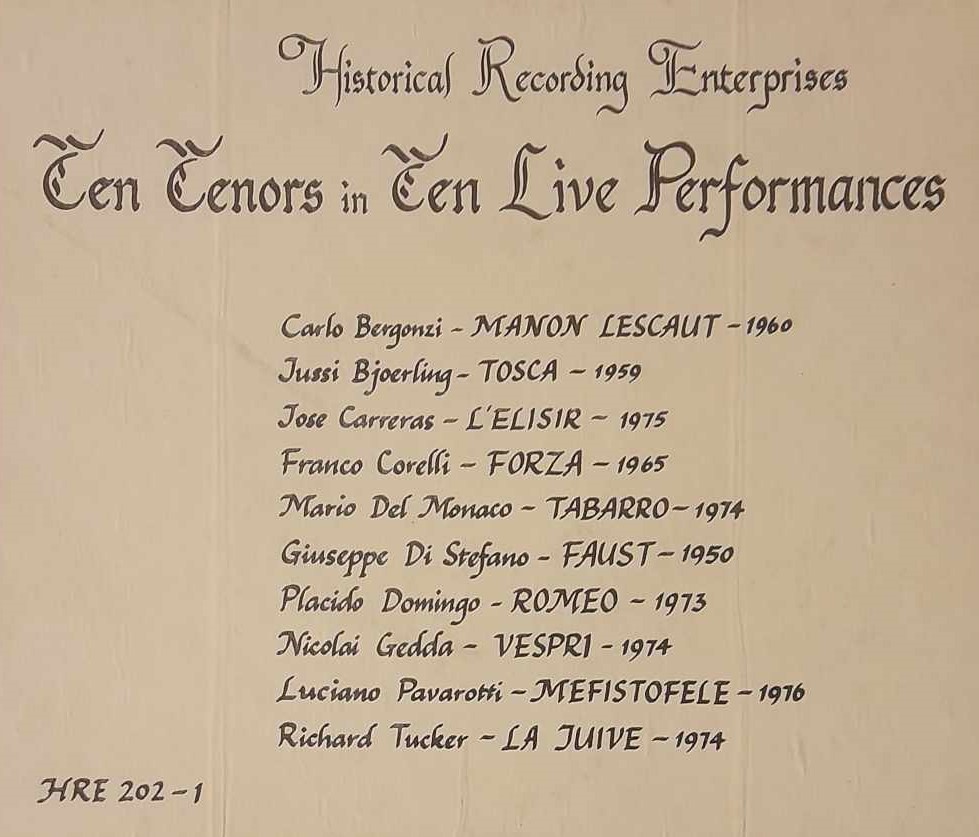 Historical Recording Enterprises
Ten Tenors in Ten Live Performances
Carlo Bergonzi - MANON LESCAUT - 1960
Jussi Bjoerling - TOSCA - 1959
Jose Carreras - L'ELISIR - 1975
Franco Corelli - FORZA - 1965
Mario Del Monaco - TABARRO - 1974
Giuseppe Di Stefano - FAUST - 1950
Placido Domingo - ROMEO - 1973
Nicolai Gedda - VESPRI - 1974
Luciano Pavarotti - MEFISTOFELE - 1976
Richard Tucker - LA JUIVE - 1974
HRE 202-1